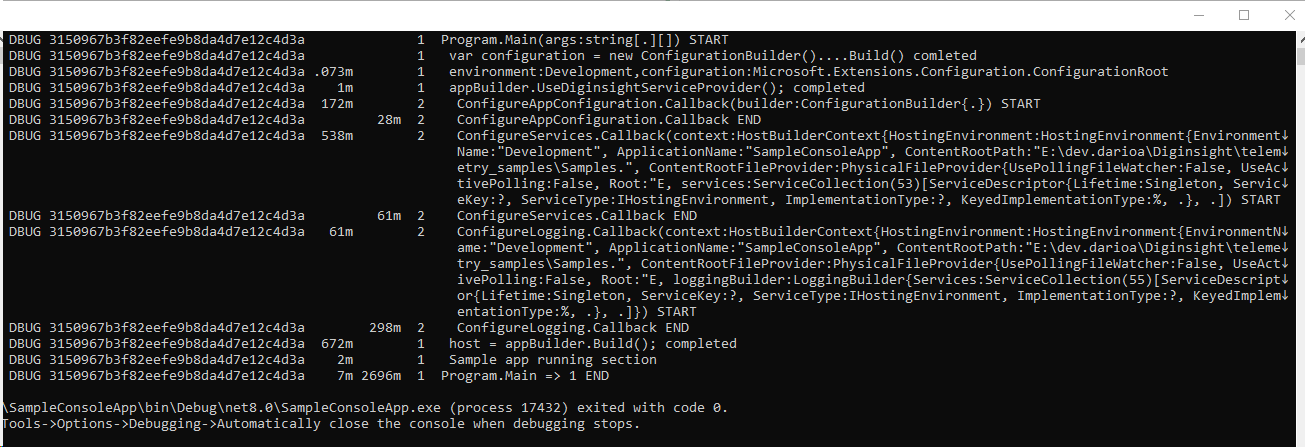 DBUG 3150967b3f82eefe9b8da4d7e12c4d3a 1 Program.Main(args:string[.][]) START
DBUG 3150967b3f82eefe9b8da4d7e12c4d3a 1 var configuration = new ConfigurationBuilder()....Build() comleted
DBUG 3150967b3f82eefe9b8da4d7e12c4d3a .073m 1 environment:Development,configuration:Microsoft.Extensions.Configuration.ConfigurationRoot
DBUG 3150967b3f82eefe9b8da4d7e12c4d3a 1m 1 appBuilder.UseDiginsightServiceProvider(); completed
DBUG 3150967b3f82eefe9b8da4d7e12c4d3a 172m 2 ConfigureAppConfiguration.Callback(builder:ConfigurationBuilder{.}) START
DBUG 3150967b3f82eefe9b8da4d7e12c4d3a 28m 2 ConfigureAppConfiguration.Callback END
DBUG 3150967b3f82eefe9b8da4d7e12c4d3a 538m 2 ConfigureServices.Callback(context:HostBuilderContext{HostingEnvironment:HostingEnvironment{Environment↓
Name:"Development", ApplicationName:"SampleConsoleApp", ContentRootPath:"E:\dev.darioa\Diginsight\telem↓
etry_samples\Samples.", ContentRootFileProvider:PhysicalFileProvider{UsePollingFileWatcher:False, UseAc↓
tivePolling:False, Root:"E, services:ServiceCollection(53)[ServiceDescriptor{Lifetime:Singleton, Servic↓
eKey:?, ServiceType:IHostingEnvironment, ImplementationType:?, KeyedImplementationType:%, .}, .]) START
DBUG 3150967b3f82eefe9b8da4d7e12c4d3a 61m 2 ConfigureServices.Callback END
DBUG 3150967b3f82eefe9b8da4d7e12c4d3a 61m 2 ConfigureLogging.Callback(context:HostBuilderContext{HostingEnvironment:HostingEnvironment{EnvironmentN↓
ame:"Development", ApplicationName:"SampleConsoleApp", ContentRootPath:"E:\dev.darioa\Diginsight\teleme↓
try_samples\Samples.", ContentRootFileProvider:PhysicalFileProvider{UsePollingFileWatcher:False, UseAct↓
ivePolling:False, Root:"E, loggingBuilder:LoggingBuilder{Services:ServiceCollection(55)[ServiceDescript↓
or{Lifetime:Singleton, ServiceKey:?, ServiceType:IHostingEnvironment, ImplementationType:?, KeyedImplem↓
entationType:%, .}, .]}) START
DBUG 3150967b3f82eefe9b8da4d7e12c4d3a 298m 2 ConfigureLogging.Callback END
DBUG 3150967b3f82eefe9b8da4d7e12c4d3a 672m 1 host = appBuilder.Build(); completed
DBUG 3150967b3f82eefe9b8da4d7e12c4d3a 2m 1 Sample app running section
DBUG 3150967b3f82eefe9b8da4d7e12c4d3a 7m 2696m 1 Program.Main => 1 END
\SampleConsoleApp\bin\Debug\net8.0\SampleConsoleApp.exe (process 17432) exited with code 0.
Tools->Options->Debugging->Automatically close the console when debugging stops.